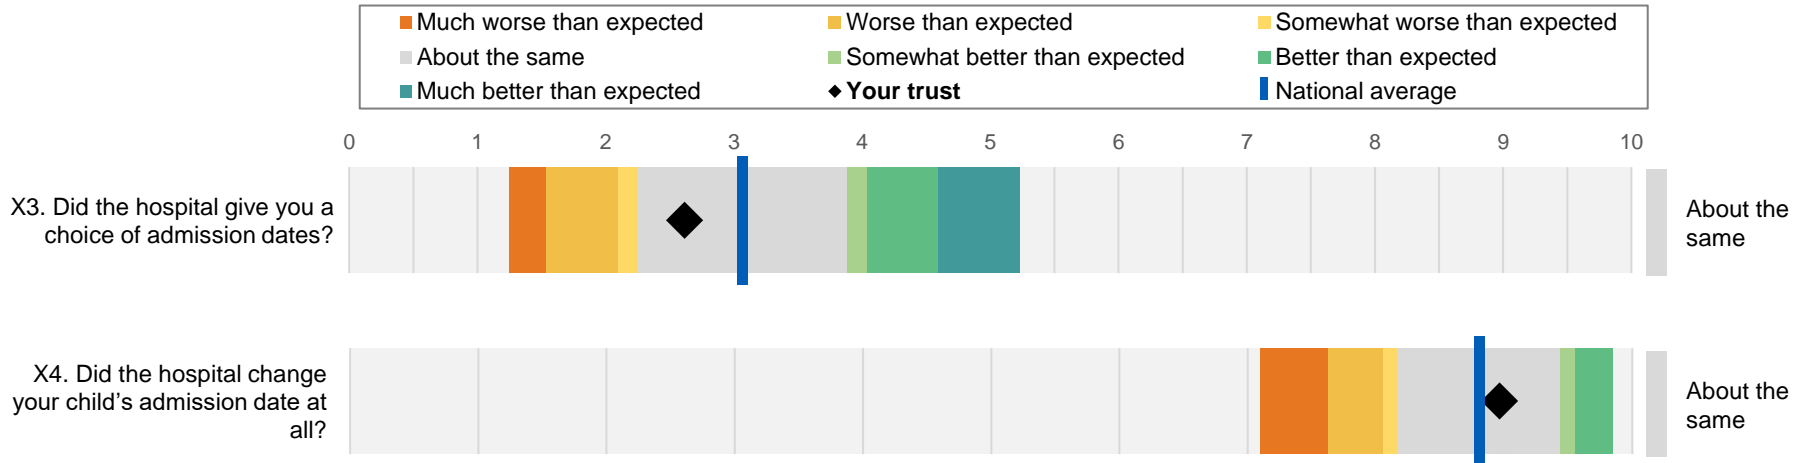 Much worse than expected
Worse than expected
Somewhat worse than expected
About the same
Somewhat better than expected
Better than expected
Much better than expected
Your trust
National average
0 1 2 3 4 5 6 7 8 9 10
X3. Did the hospital give you a
choice of admission dates?
About the
same
X4. Did the hospital change
your child’s admission date at
all?
About the
same